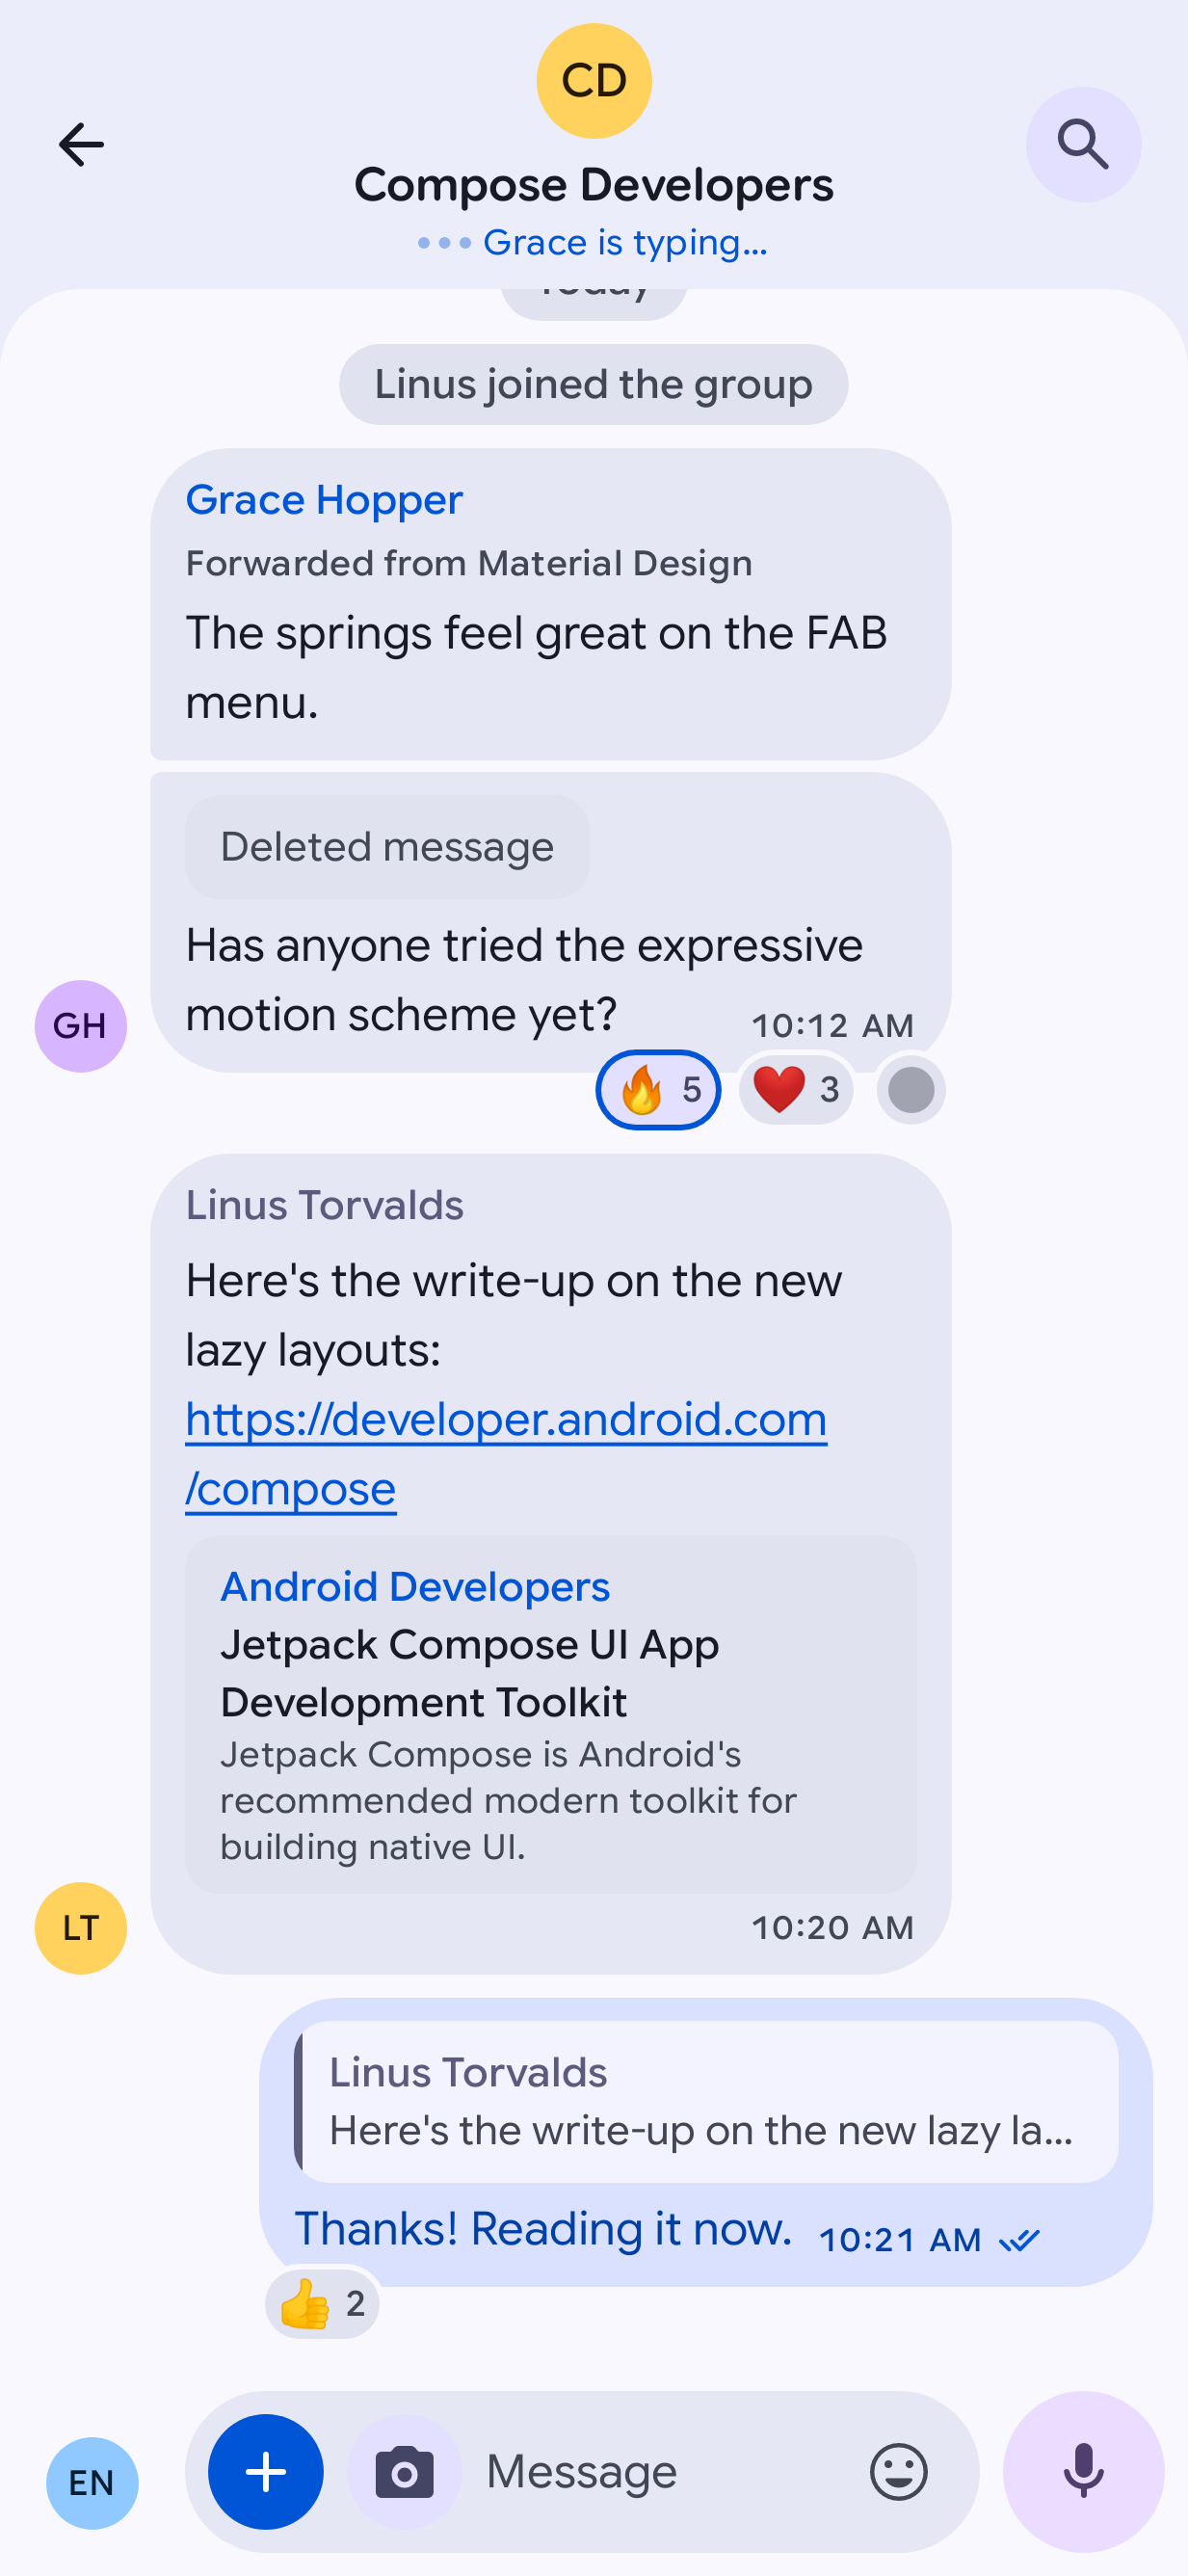 CD
Compose Developers
Grace is typing...
Today
Linus joined the group
Grace Hopper
Forwarded from Material Design
The springs feel great on the FAB
menu.
Deleted message
Has anyone tried the expressive
motion scheme yet?
10:12 AM
GH
🔥 5
❤️ 3
Linus Torvalds
Here's the write-up on the new
lazy layouts:
https://developer.android.com
/compose
Android Developers
Jetpack Compose UI App
Development Toolkit
Jetpack Compose is Android's
recommended modern toolkit for
building native UI.
10:20 AM
LT
Linus Torvalds
Here's the write-up on the new lazy la...
Thanks! Reading it now.
10:21 AM
👍 2
EN
Message